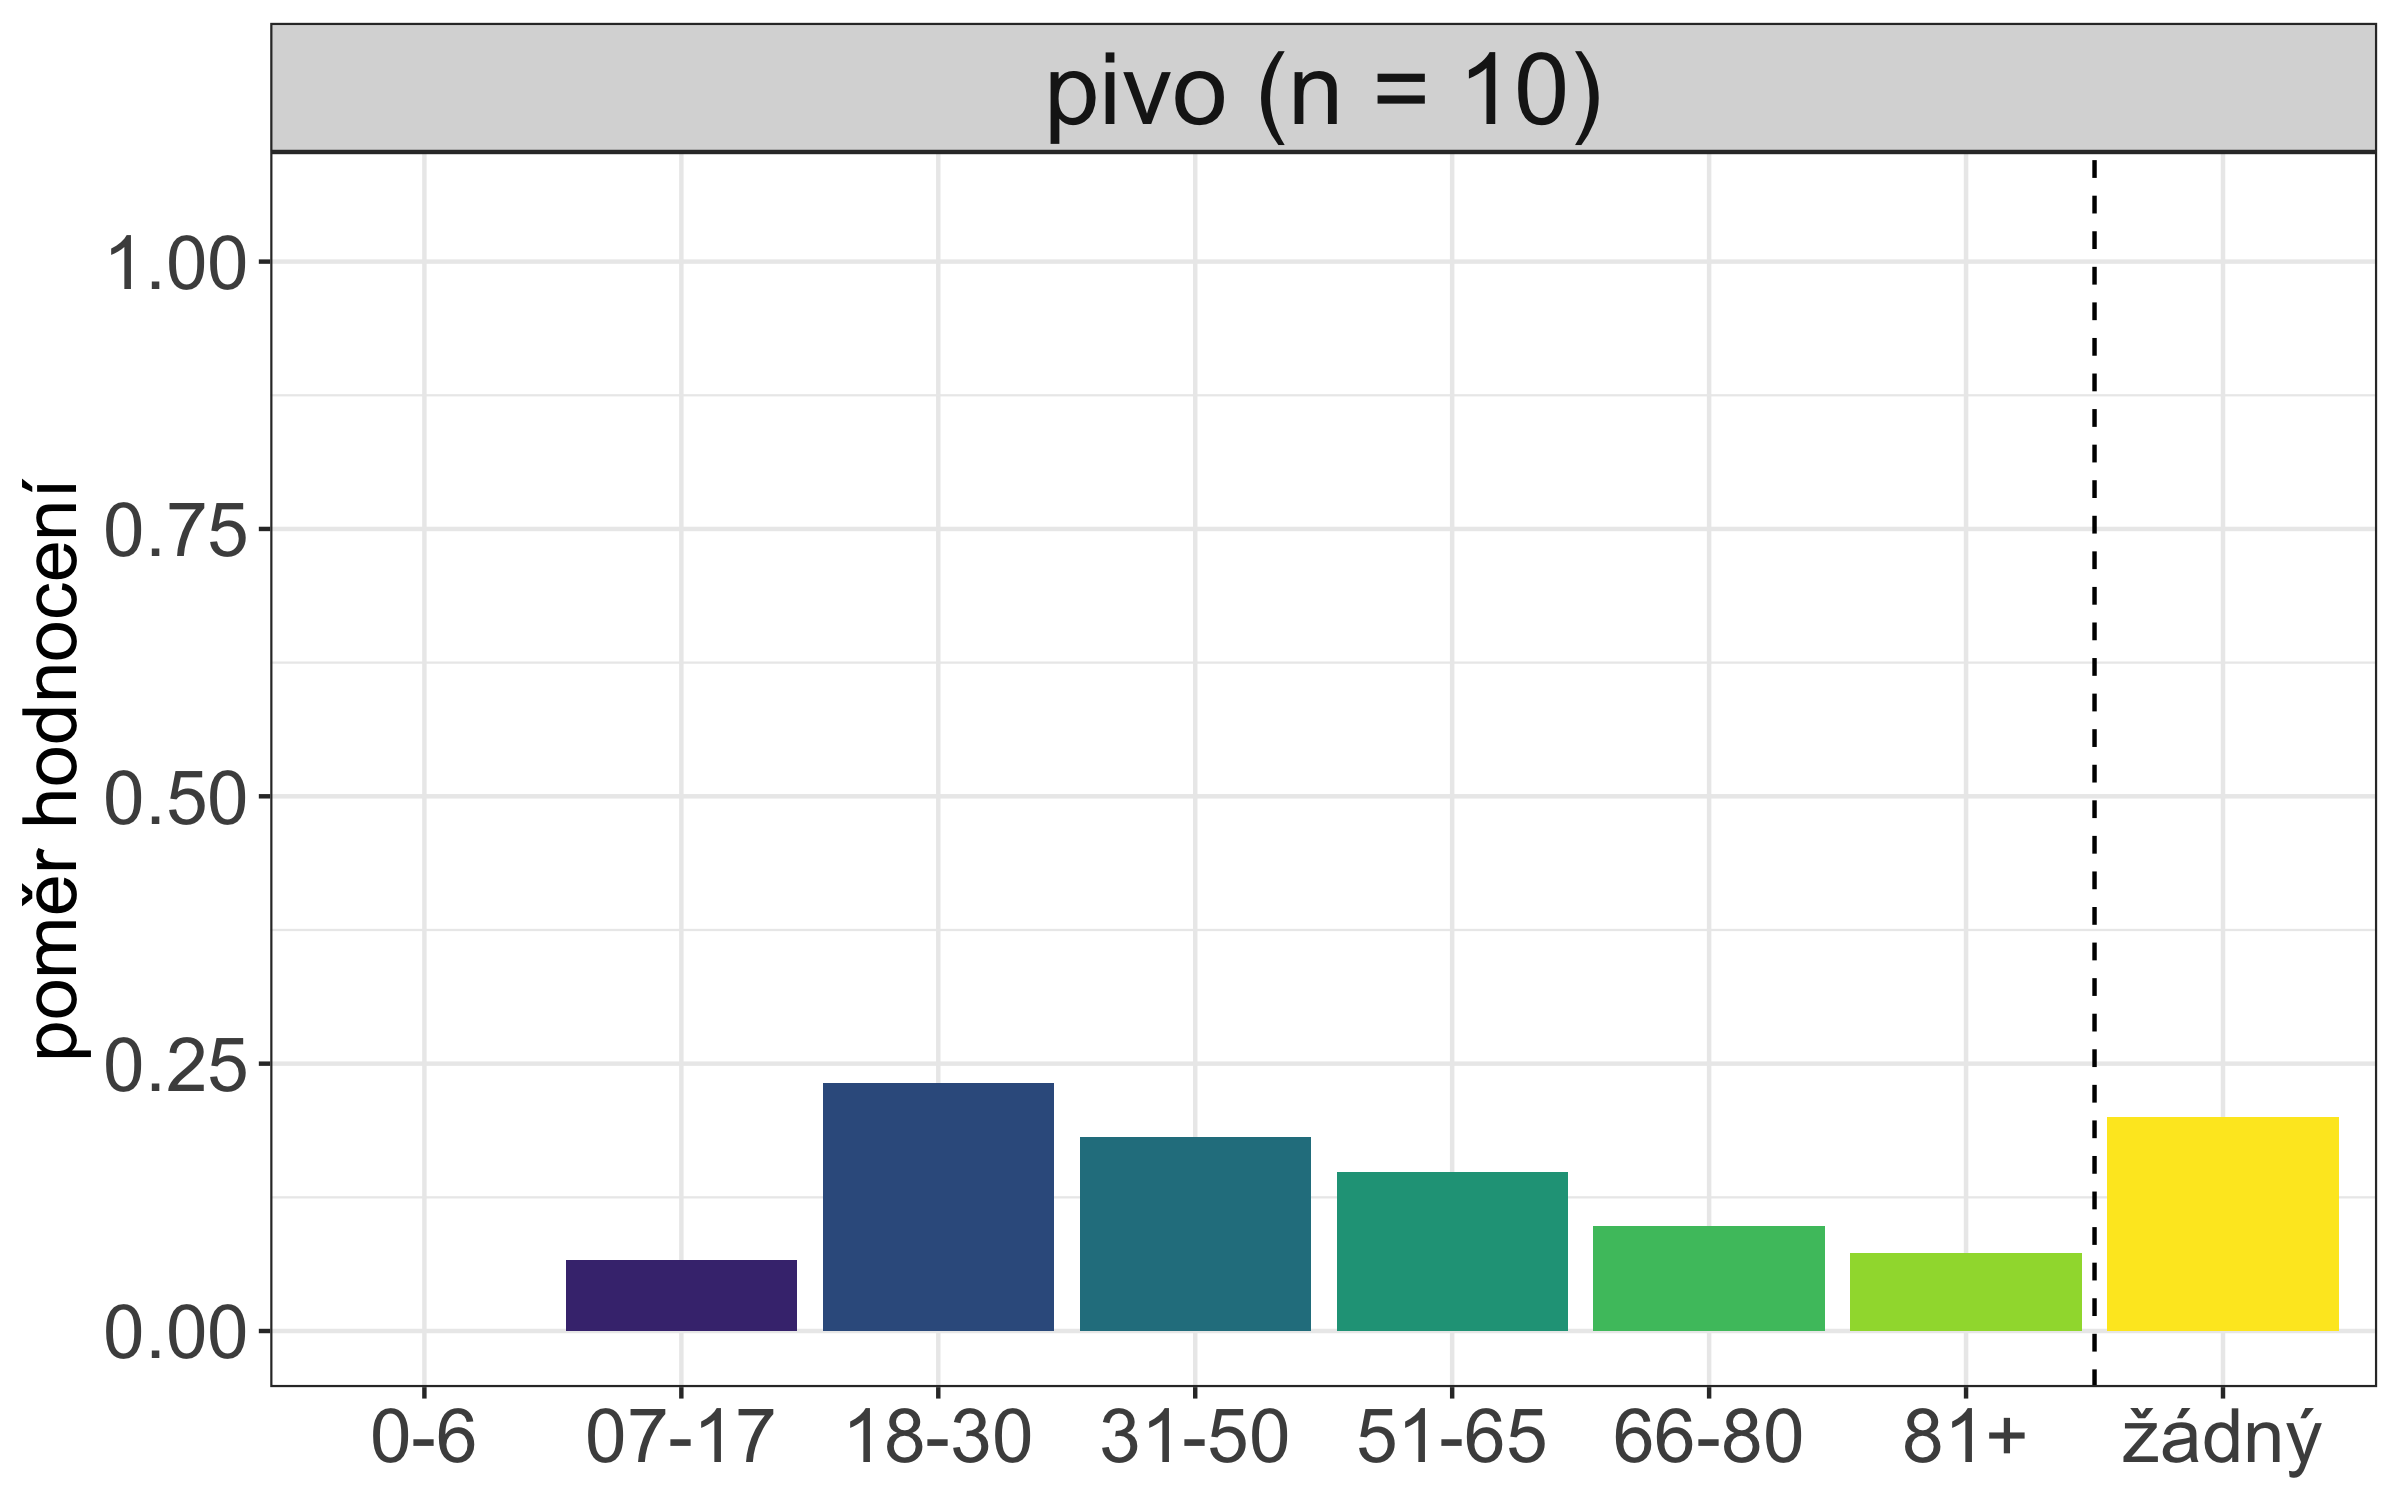 pivo (n = 10)
poměr hodnocení
1.00
0.75
0.50
0.25
0.00
0-6 07-17 18-30 31-50 51-65 66-80 81+ žádný